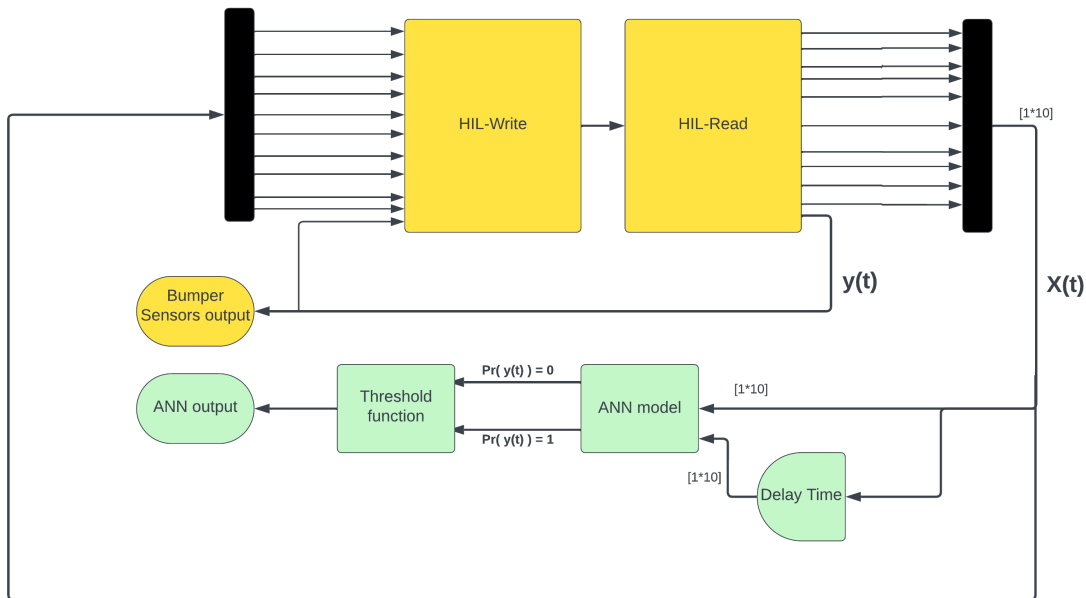 HIL-Write
HIL-Read
[1*10]
y(t)
X(t)
Bumper
Sensors output
Pr( y(t) ) = 0
Threshold
function
ANN model
[1*10]
ANN output
Pr( y(t) ) = 1
[1*10]
Delay Time